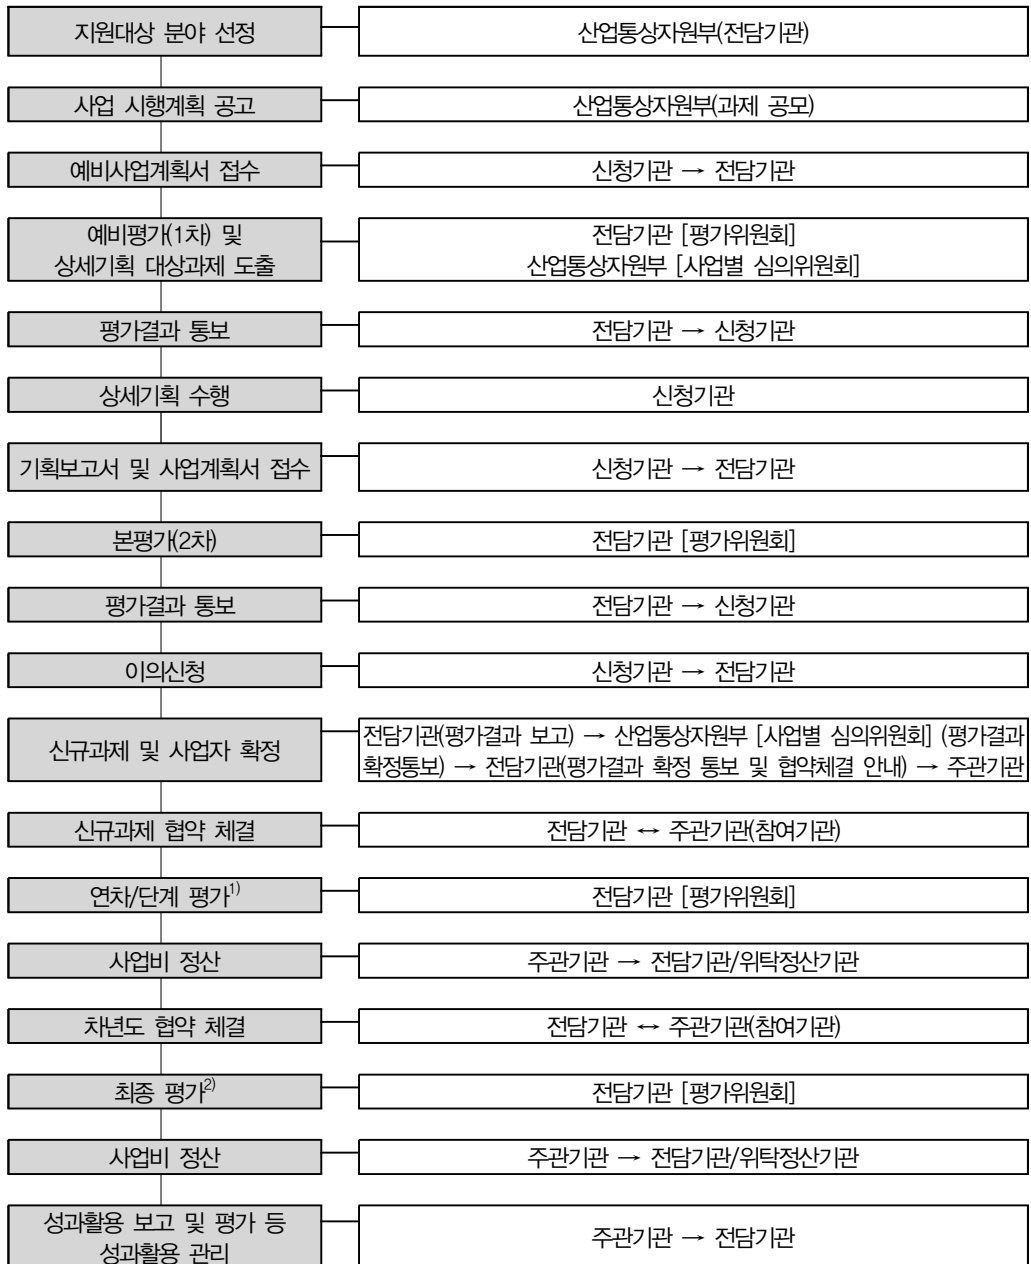 지원대상 분야 선정
산업통상자원부(전담기관)
사업 시행계획 공고
산업통상자원부(과제 공모)
예비사업계획서 접수
신청기관 → 전담기관
예비평가(1차) 및
상세기획 대상과제 도출
전담기관 [평가위원회]
산업통상자원부 [사업별 심의위원회]
평가결과 통보
전담기관 → 신청기관
상세기획 수행
신청기관
기획보고서 및 사업계획서 접수
신청기관 → 전담기관
본평가(2차)
전담기관 [평가위원회]
평가결과 통보
전담기관 → 신청기관
이의신청
신청기관 → 전담기관
신규과제 및 사업자 확정
전담기관(평가결과 보고) → 산업통상자원부 [사업별 심의위원회] (평가결과
확정통보) → 전담기관(평가결과 확정 통보 및 협약체결 안내) → 주관기관
신규과제 협약 체결
전담기관 ↔ 주관기관(참여기관)
연차/단계 평가1)
전담기관 [평가위원회]
사업비 정산
주관기관 → 전담기관/위탁정산기관
차년도 협약 체결
전담기관 ↔ 주관기관(참여기관)
최종 평가2)
전담기관 [평가위원회]
사업비 정산
주관기관 → 전담기관/위탁정산기관
성과활용 보고 및 평가 등
성과활용 관리
주관기관 → 전담기관